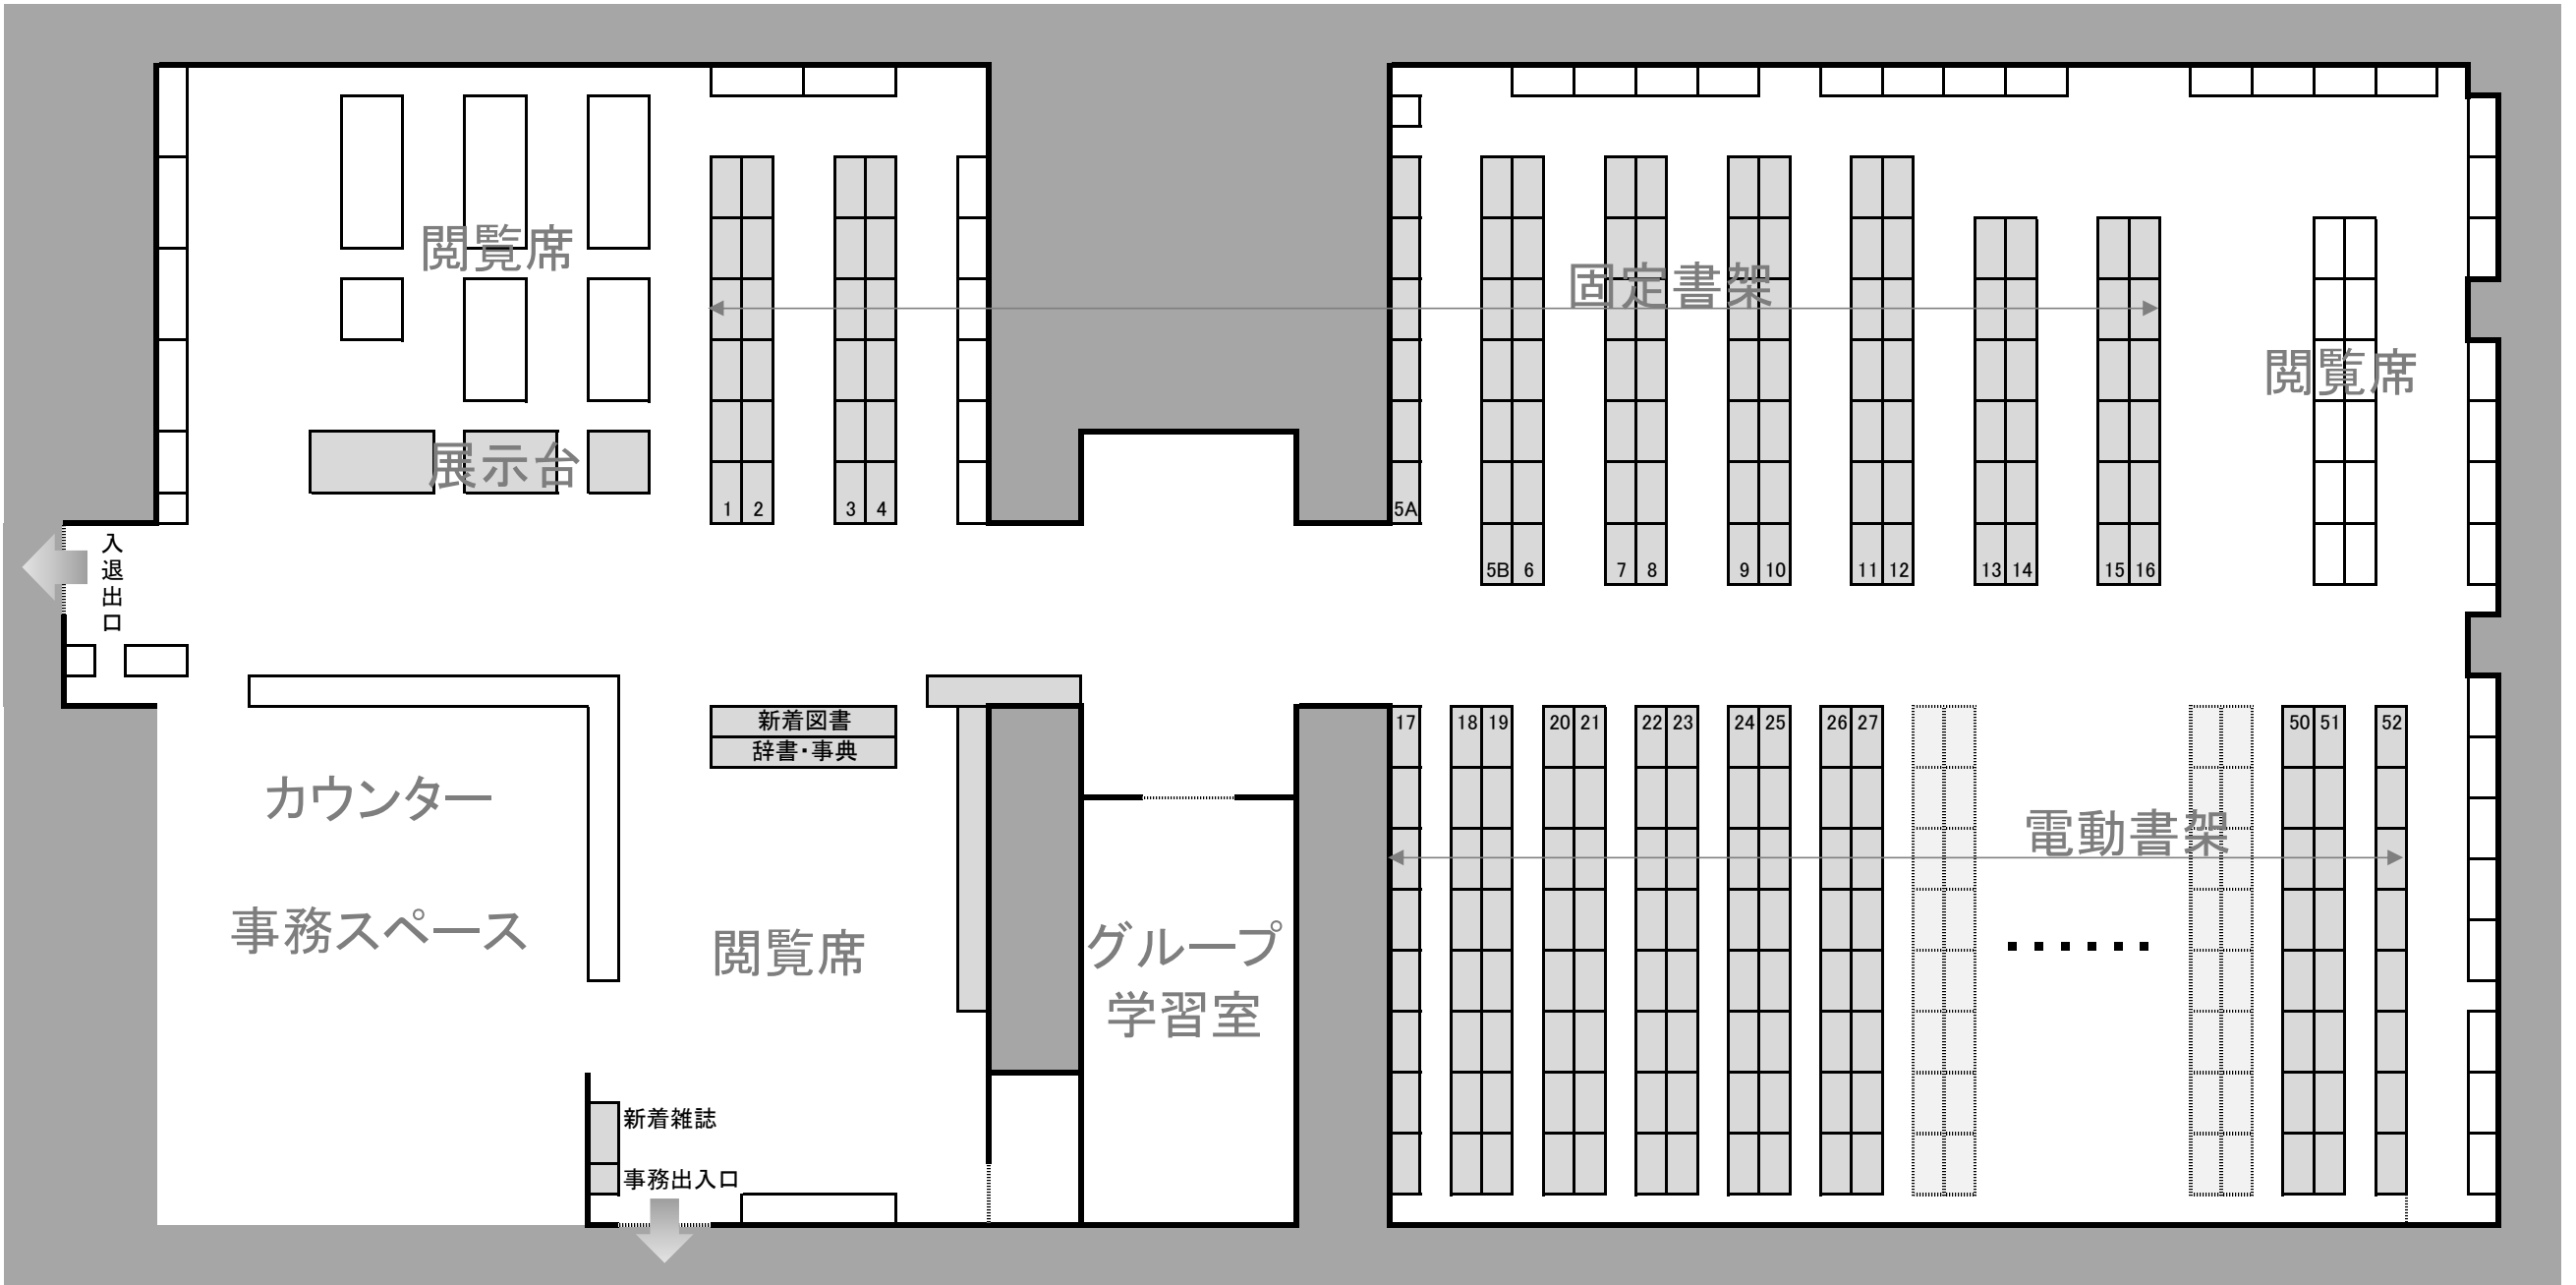 閲覧席
固定書架
閲覧席
展示台
1 2 3 4 5A
5B 6 7 8 9 10 11 12 13 14 15 16
入退出口
17 18 19 20 21 22 23 24 25 26 27 50 51 52
新着図書
辞書・事典
カウンター
電動書架
事務スペース
閲覧席
グループ
学習室
・・・・・・
新着雑誌
事務出入口